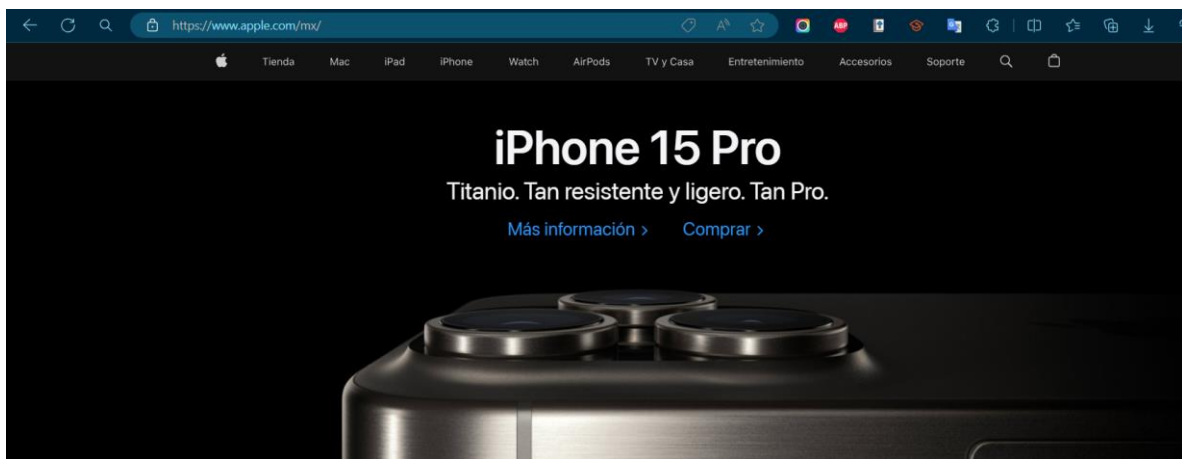 https://www.apple.com/mx/
ABP
Tienda Mac iPad iPhone Watch AirPods TV y Casa Entretenimiento Accesorios Soporte
iPhone 15 Pro
Titanio. Tan resistente y ligero. Tan Pro.
Más información > Comprar >